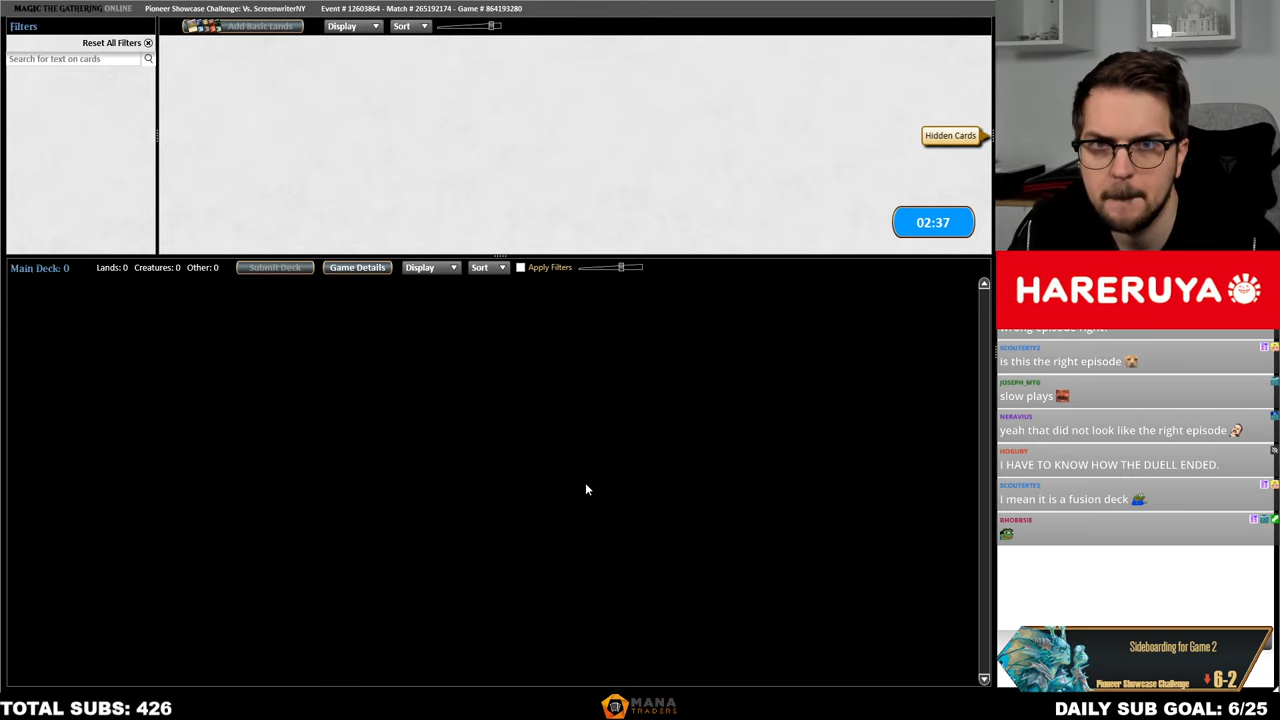 MAGIC THE GATHERING ONLINE
Pioneer Showcase Challenge: Vs. ScreenwriterNY
Event # 12603864 - Match # 265192174 - Game # 864193280
Filters
Add Basic Lands
Display
Sort
Reset All Filters
Search for text on cards
Hidden Cards
02:37
Main Deck: 0
Lands: 0 Creatures: 0 Other: 0
Submit Deck
Game Details
Display
Sort
Apply Filters
HARERUYA
wrong episode right?
SCOUTERTF2
is this the right episode
JOSEPH_MTG
slow plays
NERAVIUS
yeah that did not look like the right episode
HOGUBY
I HAVE TO KNOW HOW THE DUELL ENDED.
SCOUTERTF2
I mean it is a fusion deck
BHOBBSIE
Sideboarding for Game 2
Pioneer Showcase Challenge
6-2
TOTAL SUBS: 426
MANA
TRADERS
DAILY SUB GOAL: 6/25